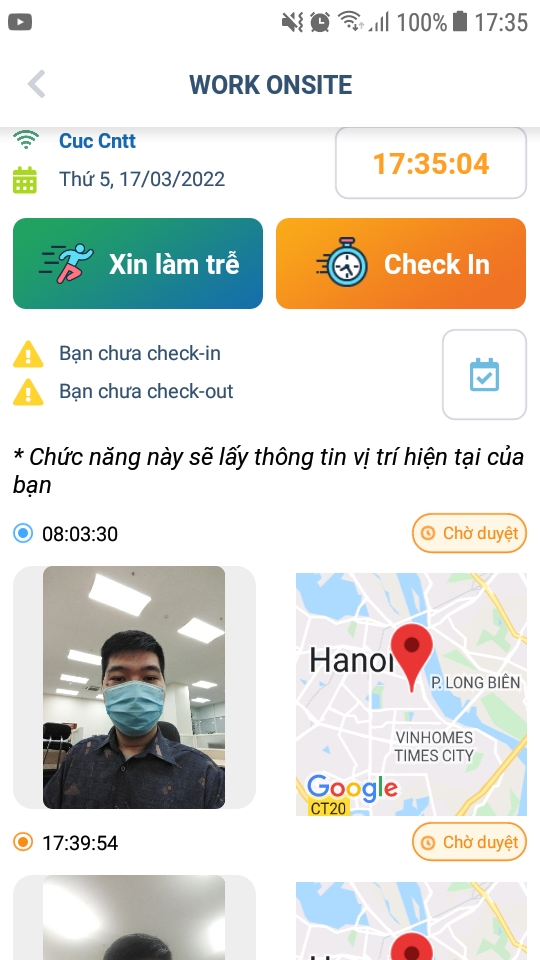 100% 17:35
WORK ONSITE
Cuc Cntt
17:35:04
Thứ 5, 17/03/2022
Xin làm trễ
Check In
Bạn chưa check-in
Bạn chưa check-out
* Chức năng này sẽ lấy thông tin vị trí hiện tại của
bạn
08:03:30
Chờ duyệt
Hanoi
P. LONG BIÊN
VINHOMES
TIMES CITY
Google
CT20
17:39:54
Chờ duyệt